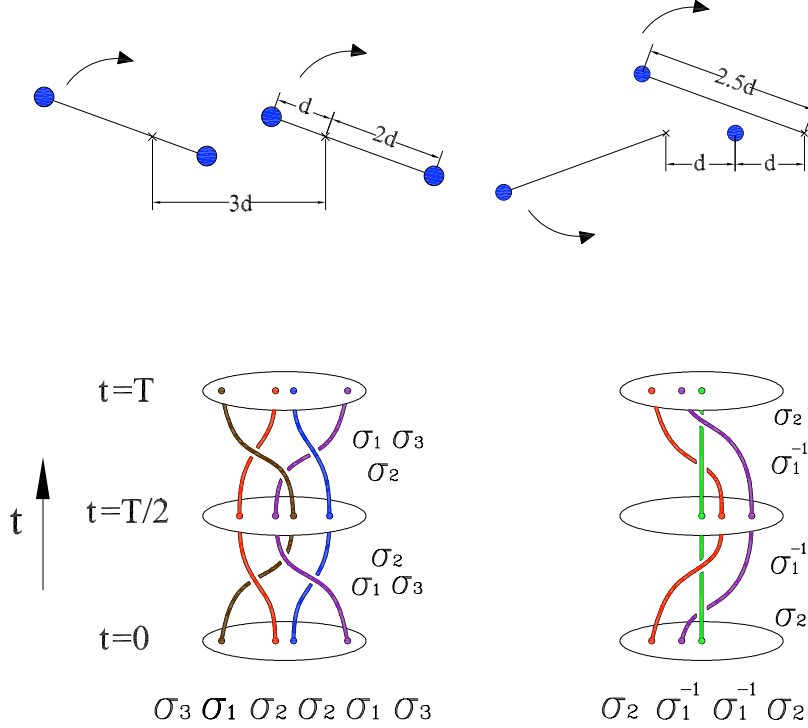 d
2d
3d
2.5d
d
d
t=T
σ1 σ3
σ2
t=T/2
σ2
σ1 σ3
t=0
t
σ3 σ1 σ2 σ2 σ1 σ3
σ2
σ1⁻¹
σ1⁻¹
σ2
σ2 σ1⁻¹ σ1⁻¹ σ2